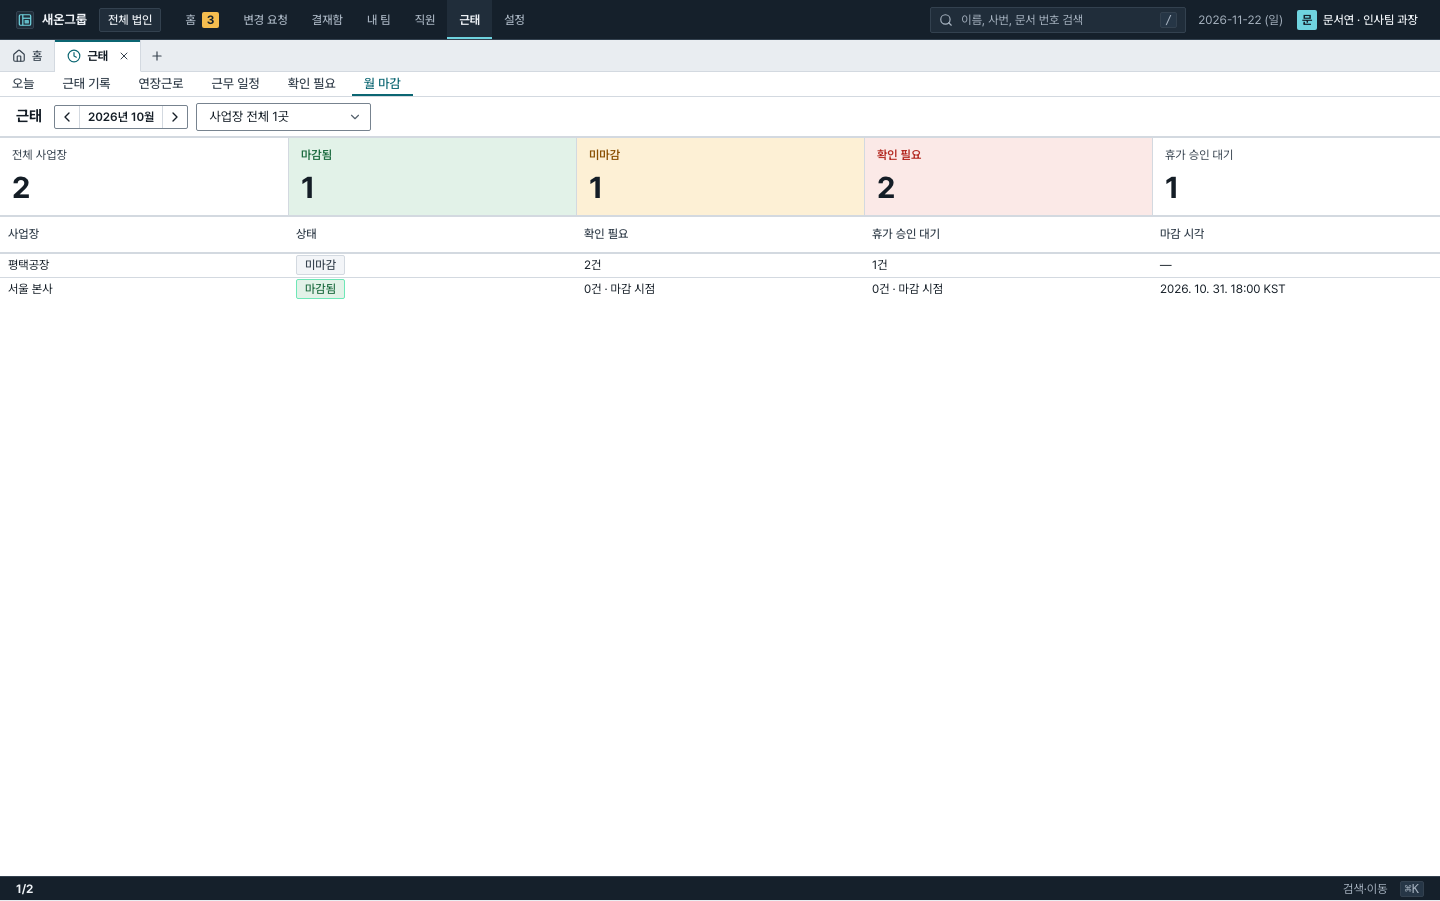 새온그룹 전체 법인 홈 3 변경 요청 결재함 내 팀 직원 근태 설정 이름, 사번, 문서 번호 검색 / 2026-11-22 (일) 문 문서연 · 인사팀 과장
홈 근태
오늘 근태 기록 연장근로 근무 일정 확인 필요 월 마감
근태 2026년 10월 사업장 전체 1곳
전체 사업장 마감됨 미마감 확인 필요 휴가 승인 대기
2 1 1 2 1
사업장 상태 확인 필요 휴가 승인 대기 마감 시각
평택공장 미마감 2건 1건 —
서울 본사 마감됨 0건 · 마감 시점 0건 · 마감 시점 2026. 10. 31. 18:00 KST
1/2 검색·이동 ⌘K